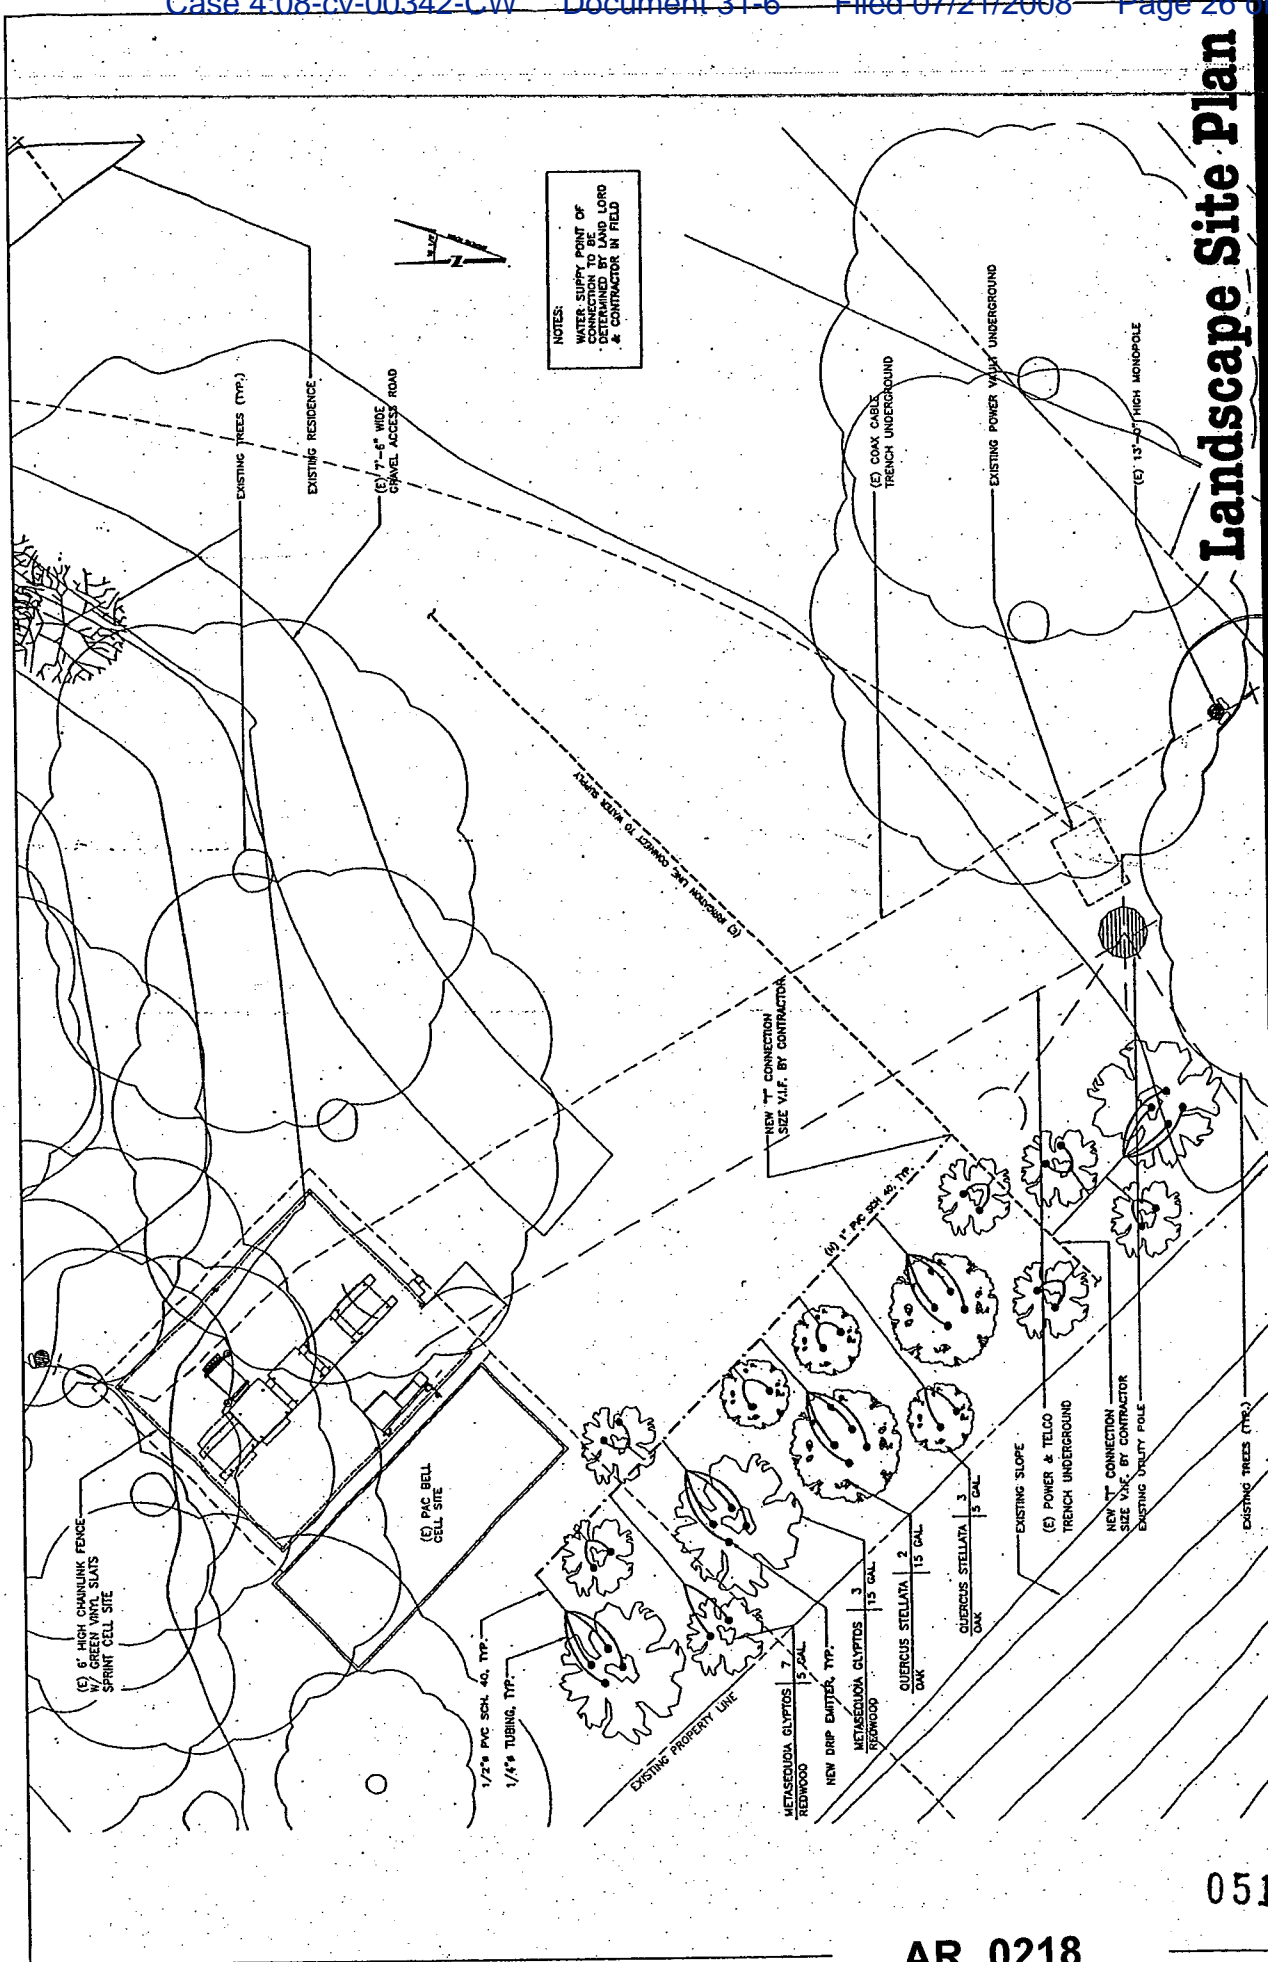 Case 4:08-cv-00342-CW Document 31-6 Filed 07/21/2008 Page 26 of
Landscape Site Plan
NOTES:
WATER SUPPY POINT OF
CONNECTION TO BE
DETERMINED BY LAND LORD
& CONTRACTOR IN FIELD
N
EXISTING TREES (TYP.)
EXISTING RESIDENCE
(E) 7'-6" WIDE
GRAVEL ACCESS ROAD
(E) COAX CABLE
TRENCH UNDERGROUND
EXISTING POWER VAULT UNDERGROUND
(E) 13'-0" HIGH MONOPOLE
(E) IRRIGATION LINE, CONNECT TO WATER SUPPLY
NEW "T" CONNECTION
SIZE V.I.F. BY CONTRACTOR
(N) 1" PVC SCH 40, TYP.
(E) 6' HIGH CHAINLINK FENCE
W/ GREEN VINYL SLATS
SPRINT CELL SITE
(E) PAC BELL
CELL SITE
1/2"ø PVC SCH. 40, TYP.
1/4"ø TUBING, TYP.
EXISTING PROPERTY LINE
METASEQUOIA GLYPTOS 7
REDWOOD 5 GAL.
NEW DRIP EMITTER, TYP.
METASEQUOIA GLYPTOS 3
REDWOOD 15 GAL
QUERCUS STELLATA 2
OAK 15 GAL
QUERCUS STELLATA 3
OAK 5 GAL
EXISTING SLOPE
(E) POWER & TELCO
TRENCH UNDERGROUND
NEW "T" CONNECTION
SIZE V.I.F. BY CONTRACTOR
EXISTING UTILITY POLE
EXISTING TREES (TYP.)
051
AR 0218